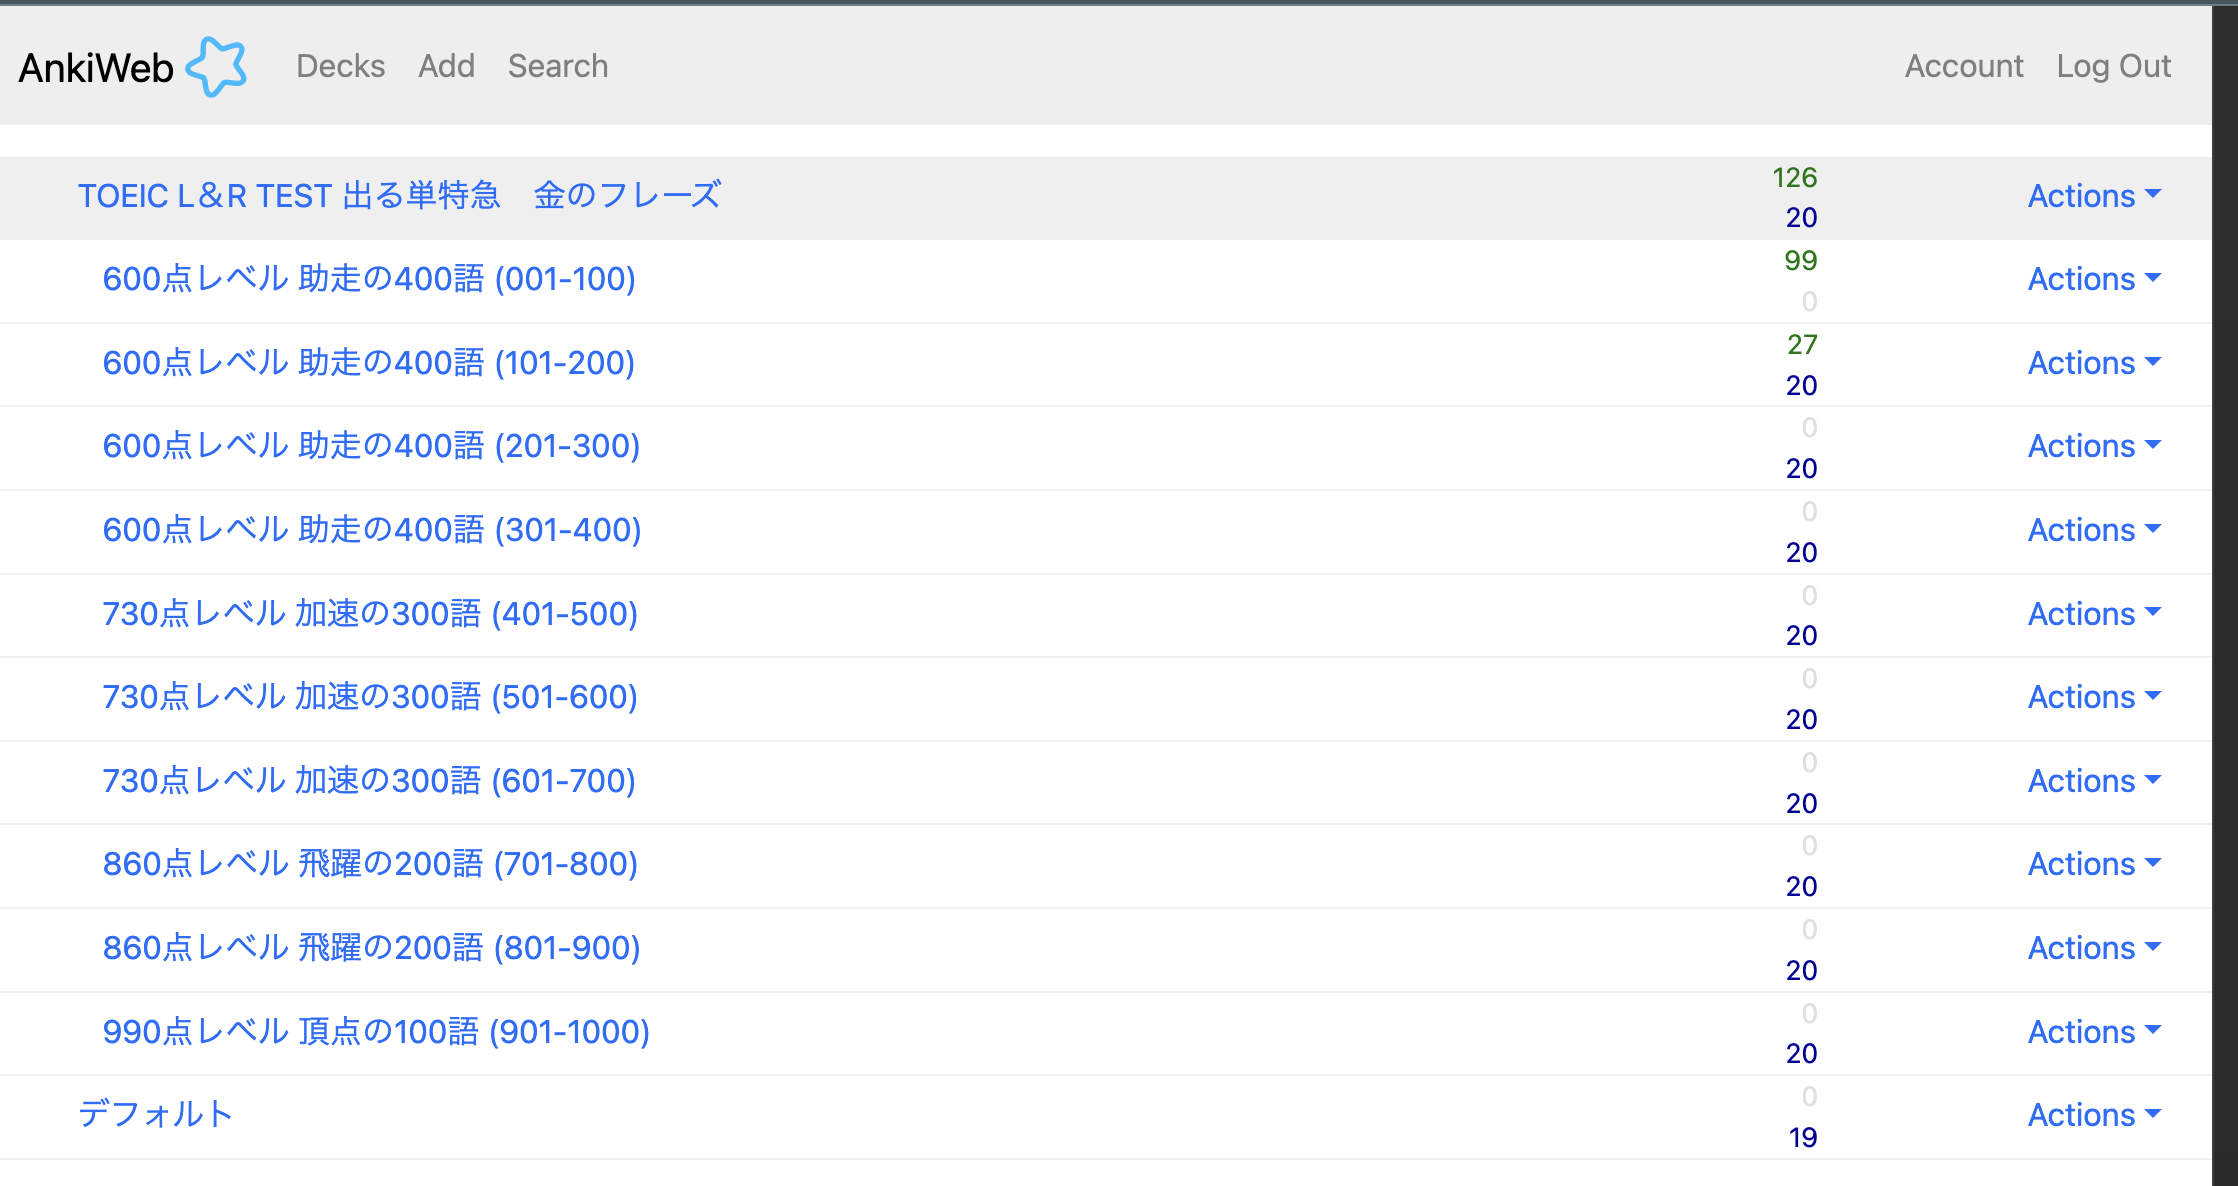 AnkiWeb Decks Add Search Account Log Out
TOEIC L&R TEST 出る単特急　金のフレーズ 126 20 Actions
600点レベル 助走の400語 (001-100) 99 0 Actions
600点レベル 助走の400語 (101-200) 27 20 Actions
600点レベル 助走の400語 (201-300) 0 20 Actions
600点レベル 助走の400語 (301-400) 0 20 Actions
730点レベル 加速の300語 (401-500) 0 20 Actions
730点レベル 加速の300語 (501-600) 0 20 Actions
730点レベル 加速の300語 (601-700) 0 20 Actions
860点レベル 飛躍の200語 (701-800) 0 20 Actions
860点レベル 飛躍の200語 (801-900) 0 20 Actions
990点レベル 頂点の100語 (901-1000) 0 20 Actions
デフォルト 0 19 Actions